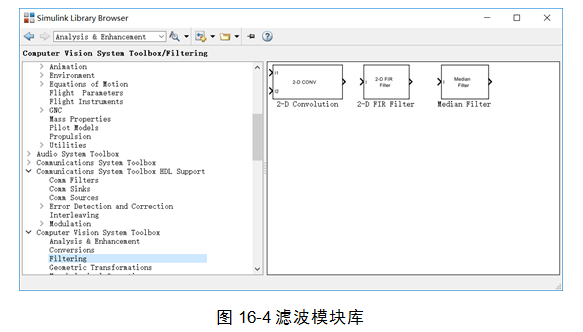 Simulink Library Browser
Analysis & Enhancement
Computer Vision System Toolbox/Filtering
Animation
Environment
Equations of Motion
Flight Parameters
Flight Instruments
GNC
Mass Properties
Pilot Models
Propulsion
Utilities
Audio System Toolbox
Communications System Toolbox
Communications System Toolbox HDL Support
Comm Filters
Comm Sinks
Comm Sources
Error Detection and Correction
Interleaving
Modulation
Computer Vision System Toolbox
Analysis & Enhancement
Conversions
Filtering
Geometric Transformations
I1
I2
2-D CONV
2-D Convolution
I
2-D FIR
Filter
2-D FIR Filter
I
Median
Filter
Median Filter
图 16-4 滤波模块库